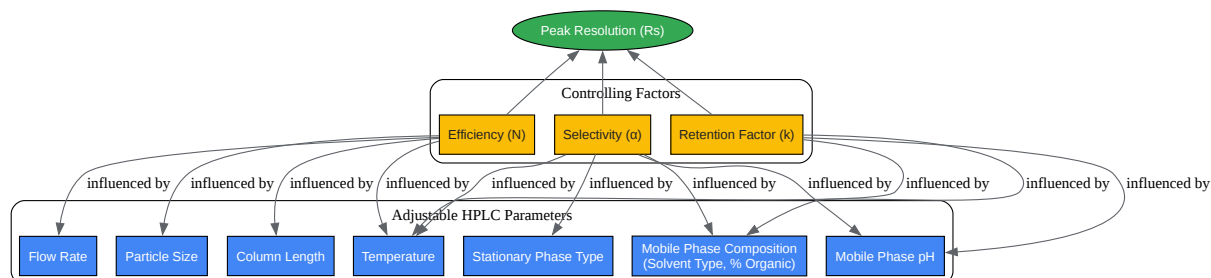 Peak Resolution (Rs)
Controlling Factors
Efficiency (N)
Selectivity (α)
Retention Factor (k)
influenced by
influenced by
influenced by
influenced by
influenced by
influenced by
influenced by
influenced by
influenced by
influenced by
Adjustable HPLC Parameters
Flow Rate
Particle Size
Column Length
Temperature
Stationary Phase Type
Mobile Phase Composition
(Solvent Type, % Organic)
Mobile Phase pH